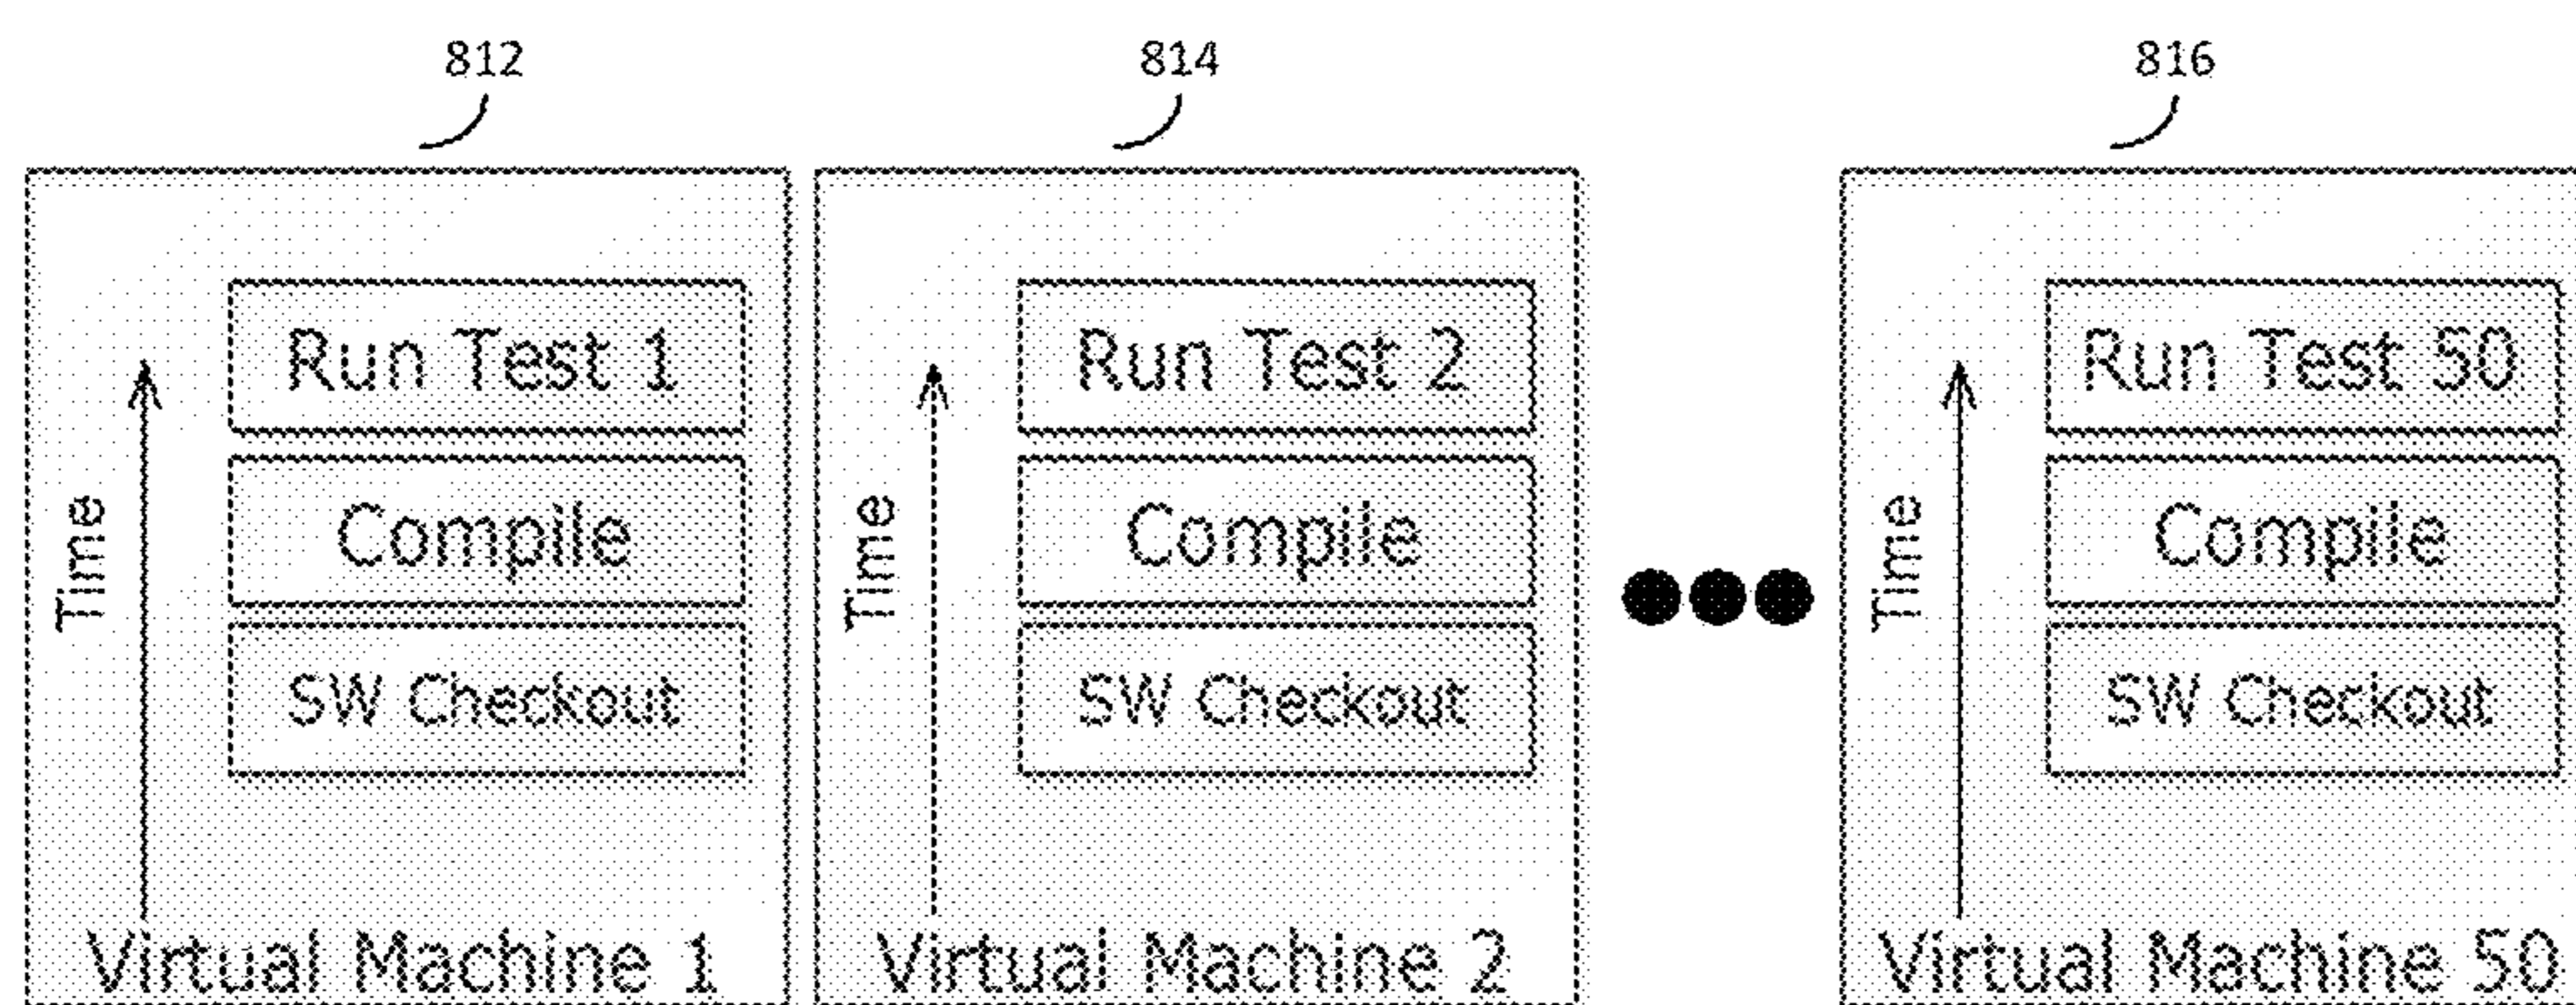 812
814
816
Run Test 1
Compile
SW Checkout
Time
Virtual Machine 1
Run Test 2
Compile
SW Checkout
Time
Virtual Machine 2
Run Test 50
Compile
SW Checkout
Time
Virtual Machine 50